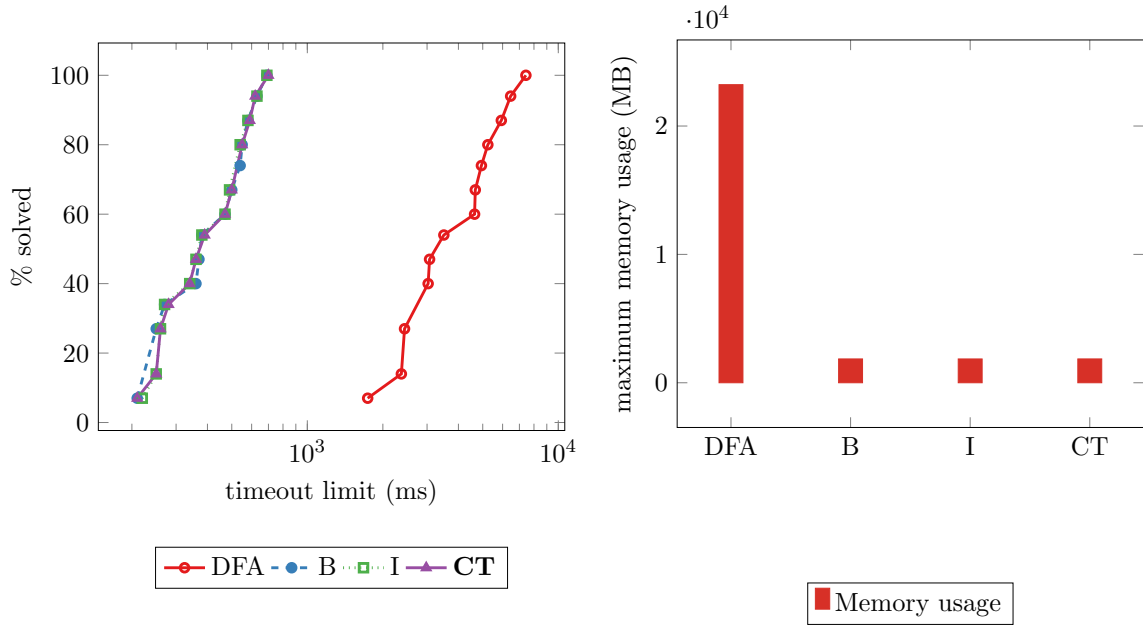 100
80
60
40
20
0
% solved
10^3
10^4
timeout limit (ms)
DFA
B
I
CT
·10^4
2
1
0
maximum memory usage (MB)
DFA
B
I
CT
Memory usage